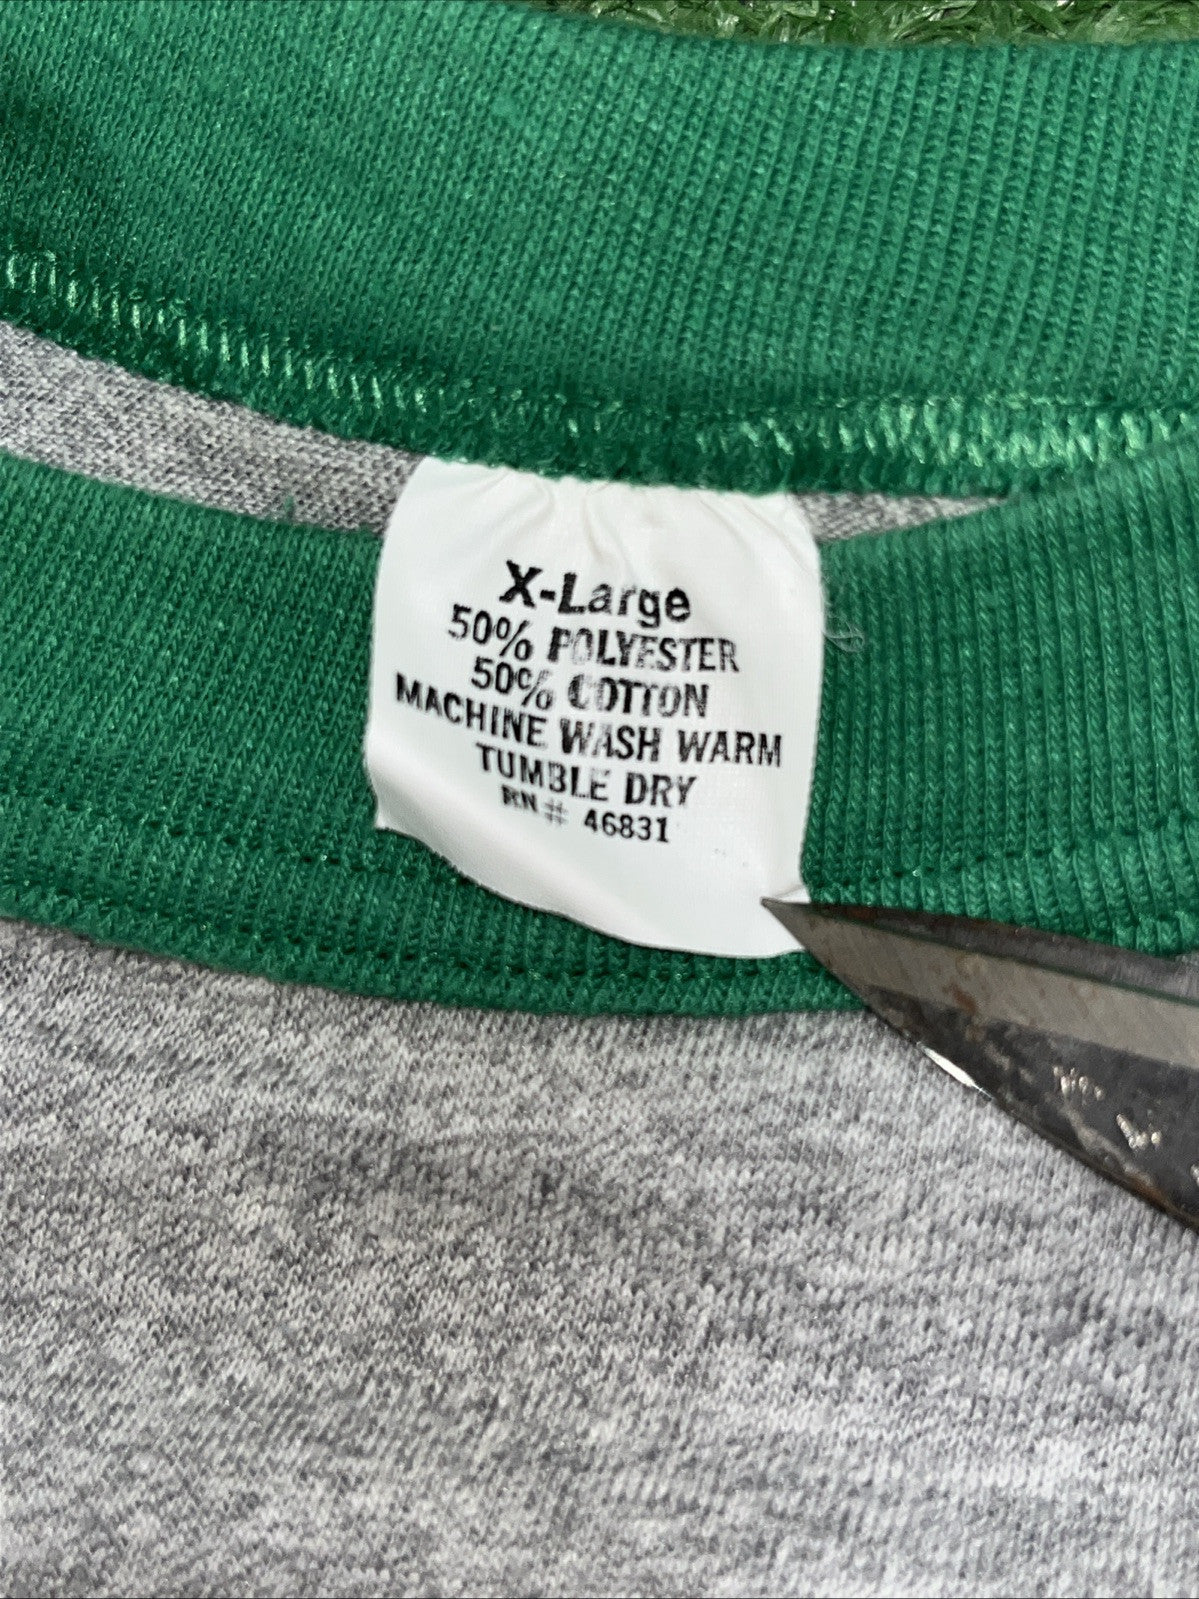 X-Large
50% POLYESTER
50% COTTON
MACHINE WASH WARM
TUMBLE DRY
RN # 46831